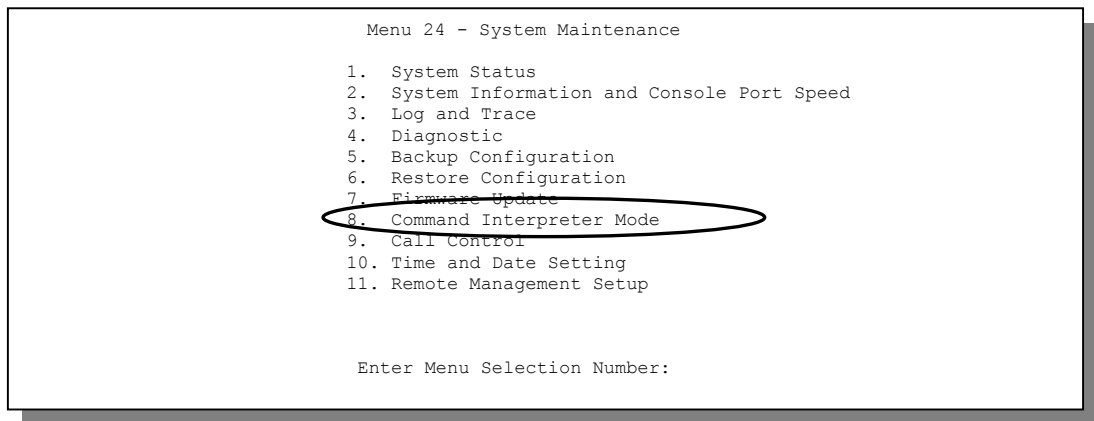 Menu 24 - System Maintenance
1. System Status
2. System Information and Console Port Speed
3. Log and Trace
4. Diagnostic
5. Backup Configuration
6. Restore Configuration
7. Firmware Update
8. Command Interpreter Mode
9. Call Control
10. Time and Date Setting
11. Remote Management Setup
Enter Menu Selection Number: